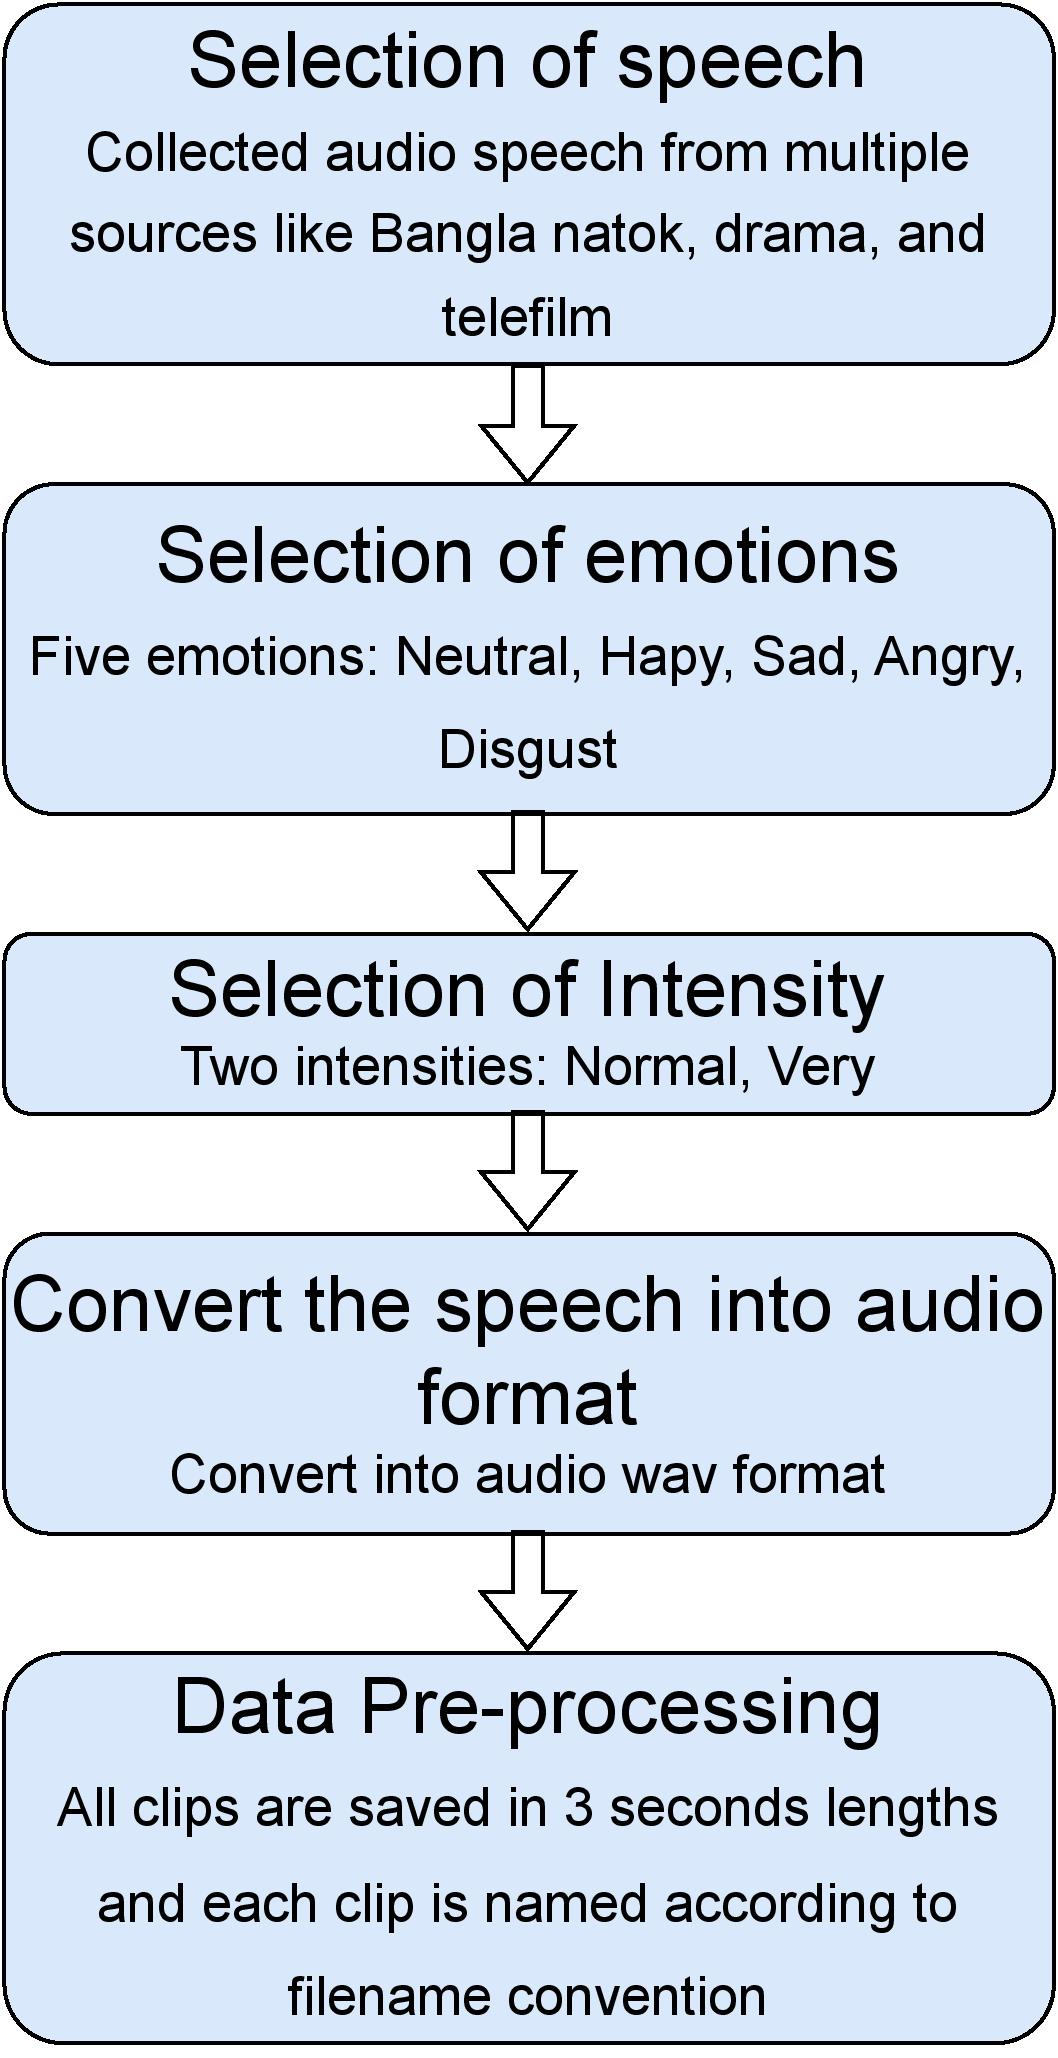 Selection of speech
Collected audio speech from multiple
sources like Bangla natok, drama, and
telefilm
Selection of emotions
Five emotions: Neutral, Hapy, Sad, Angry,
Disgust
Selection of Intensity
Two intensities: Normal, Very
Convert the speech into audio
format
Convert into audio wav format
Data Pre-processing
All clips are saved in 3 seconds lengths
and each clip is named according to
filename convention